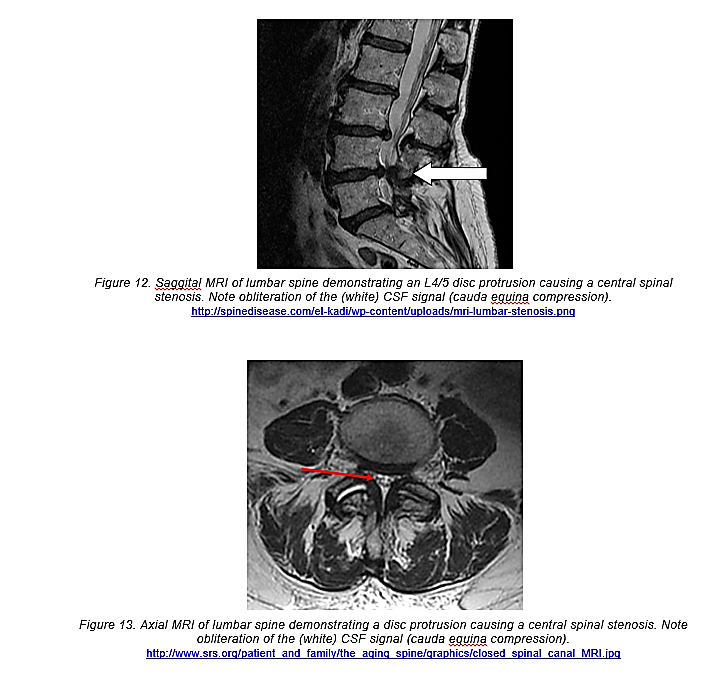 Figure 12. Saggital MRI of lumbar spine demonstrating an L4/5 disc protrusion causing a central spinal
stenosis. Note obliteration of the (white) CSF signal (cauda equina compression).
http://spinedisease.com/el-kadi/wp-content/uploads/mri-lumbar-stenosis.png
Figure 13. Axial MRI of lumbar spine demonstrating a disc protrusion causing a central spinal stenosis. Note
obliteration of the (white) CSF signal (cauda equina compression).
http://www.srs.org/patient_and_family/the_aging_spine/graphics/closed_spinal_canal_MRI.jpg